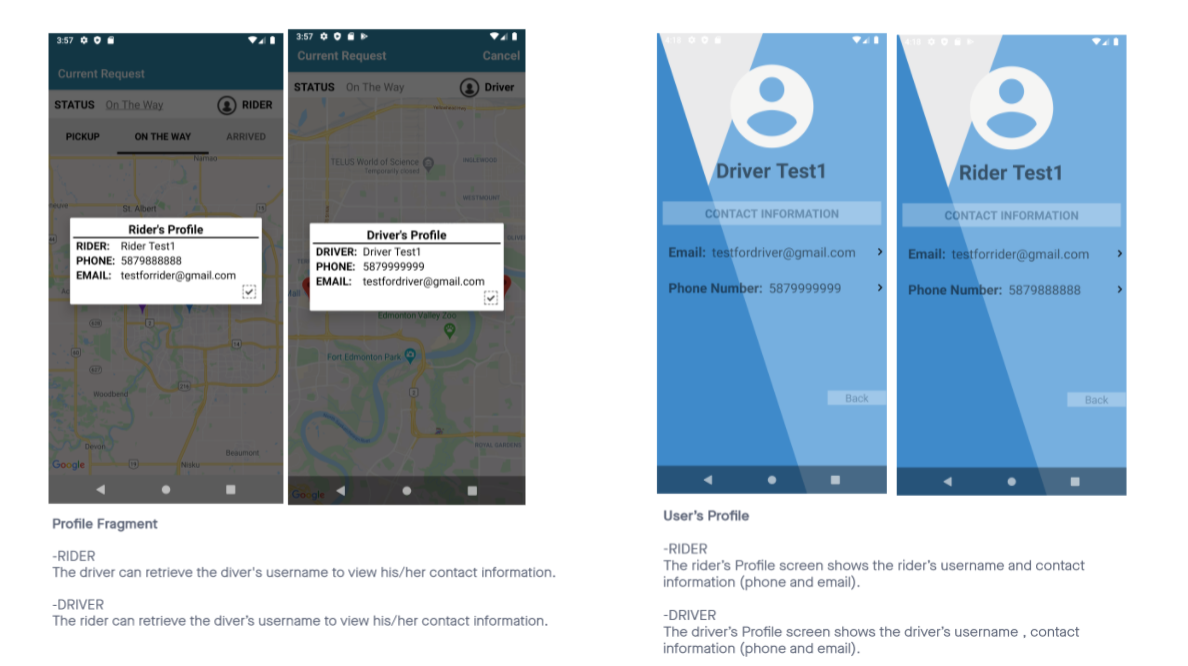 3:57
Current Request
STATUS On The Way RIDER
PICKUP ON THE WAY ARRIVED
Namao
St. Albert
Rider's Profile
RIDER: Rider Test1
PHONE: 5879888888
EMAIL: testforrider@gmail.com
Woodbend
Devon
Beaumont
Nisku
Google
3:57
Current Request Cancel
STATUS On The Way Driver
TELUS World of Science
Temporarily closed
INGLEWOOD
WESTMOUNT
Driver's Profile
DRIVER: Driver Test1
PHONE: 5879999999
EMAIL: testfordriver@gmail.com
Edmonton Valley Zoo
Fort Edmonton Park
ROYAL GARDENS
Google
Profile Fragment
-RIDER
The driver can retrieve the diver's username to view his/her contact information.
-DRIVER
The rider can retrieve the diver's username to view his/her contact information.
4:13
Driver Test1
CONTACT INFORMATION
Email: testfordriver@gmail.com
Phone Number: 5879999999
Back
4:13
Rider Test1
CONTACT INFORMATION
Email: testforrider@gmail.com
Phone Number: 5879888888
Back
User's Profile
-RIDER
The rider's Profile screen shows the rider's username and contact
information (phone and email).
-DRIVER
The driver's Profile screen shows the driver's username , contact
information (phone and email).